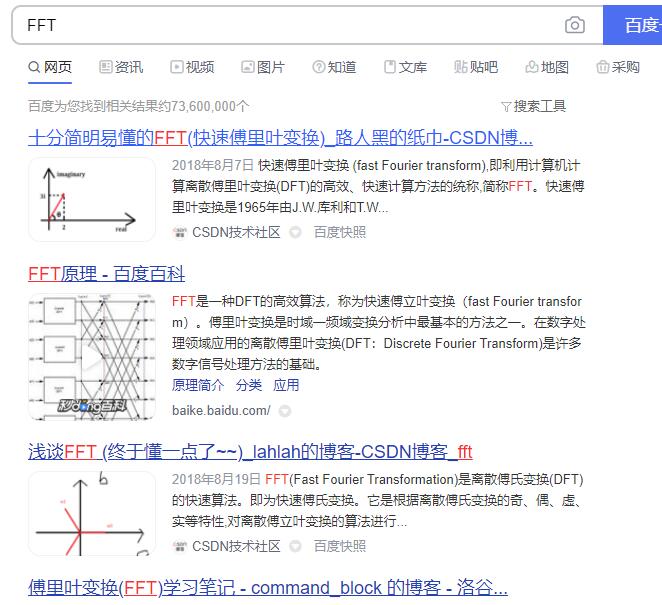 FFT
百度一
网页 资讯 视频 图片 知道 文库 贴吧 地图 采购
百度为您找到相关结果约73,600,000个 搜索工具
十分简明易懂的FFT(快速傅里叶变换)_路人黑的纸巾-CSDN博...
imaginary
3i
θ
2
real
2018年8月7日 快速傅里叶变换 (fast Fourier transform),即利用计算机计
算离散傅里叶变换(DFT)的高效、快速计算方法的统称,简称FFT。快速傅
里叶变换是1965年由J.W.库利和T.W...
CSDN技术社区 百度快照
FFT原理 - 百度百科
秒dǒng百科
FFT是一种DFT的高效算法，称为快速傅立叶变换（fast Fourier transfor
m）。傅里叶变换是时域一频域变换分析中最基本的方法之一。在数字处
理领域应用的离散傅里叶变换(DFT：Discrete Fourier Transform)是许多
数字信号处理方法的基础。
原理简介 分类 应用
baike.baidu.com/
浅谈FFT (终于懂一点了~~)_lahlah的博客-CSDN博客_fft
b
2018年8月19日 FFT(Fast Fourier Transformation)是离散傅氏变换(DFT)
的快速算法。即为快速傅氏变换。它是根据离散傅氏变换的奇、偶、虚、
实等特性,对离散傅立叶变换的算法进行...
CSDN技术社区 百度快照
傅里叶变换(FFT)学习笔记 - command_block 的博客 - 洛谷...